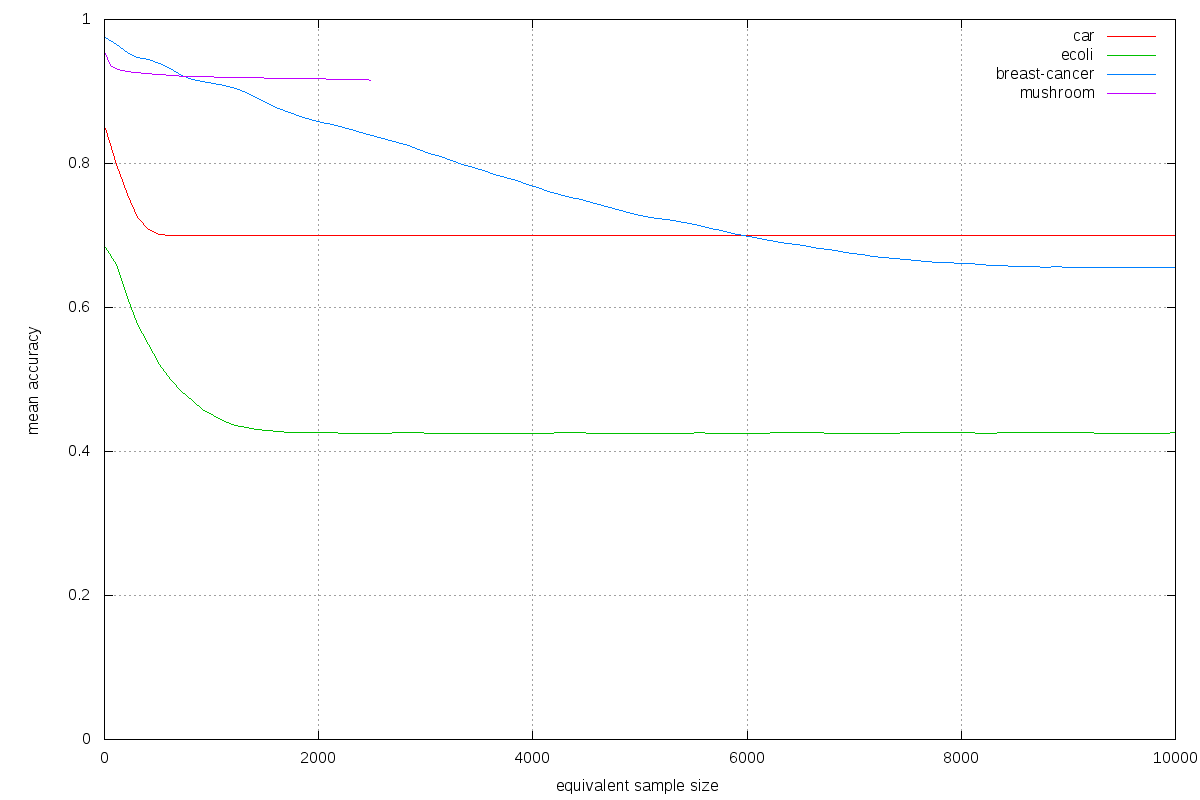 1
0.8
0.6
0.4
0.2
0
mean accuracy
car
ecoli
breast-cancer
mushroom
0 2000 4000 6000 8000 10000
equivalent sample size